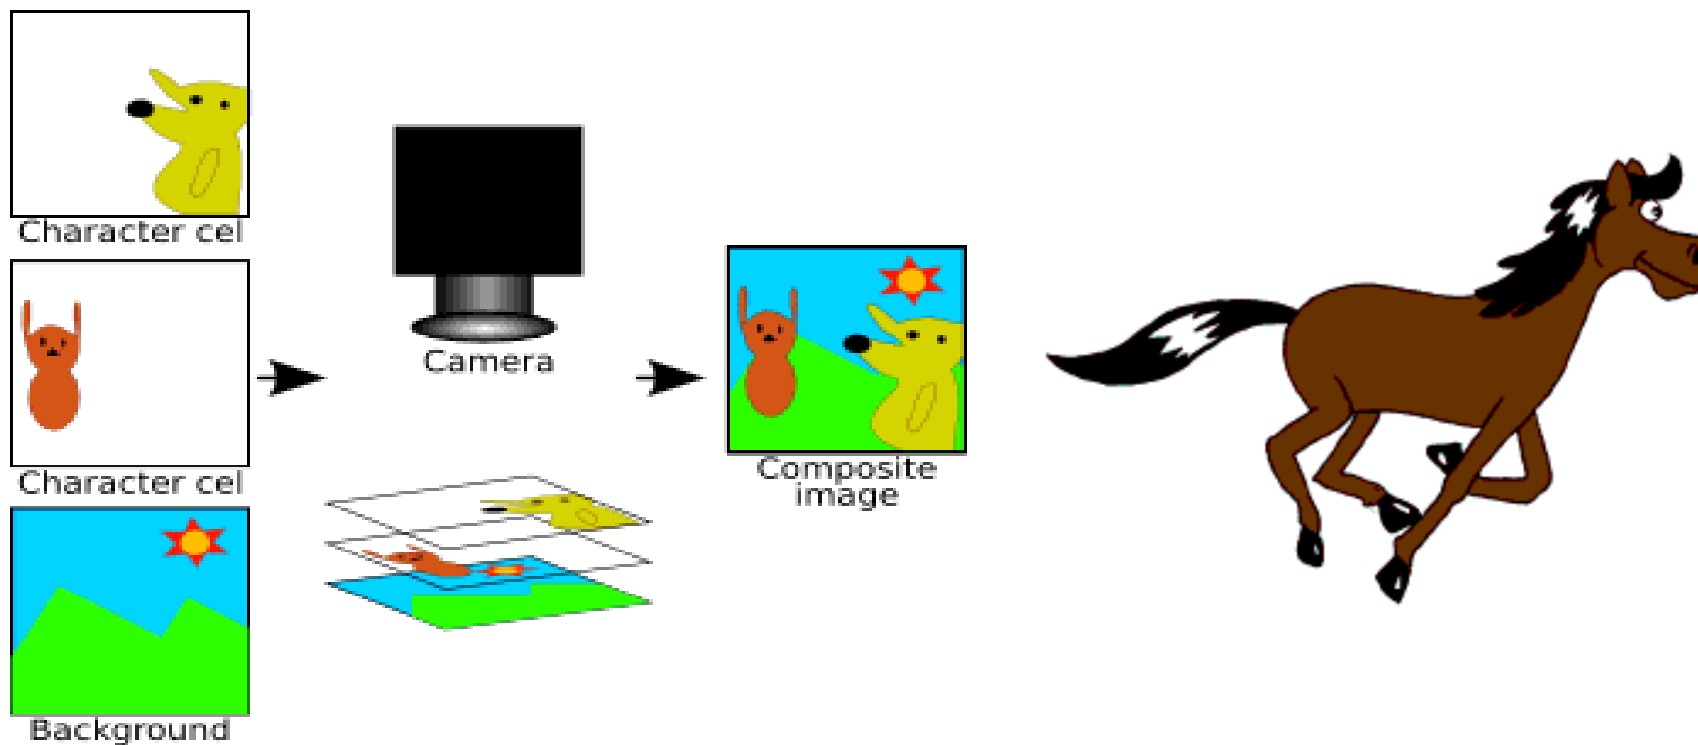 Character cel
Character cel
Background
Camera
Composite
image